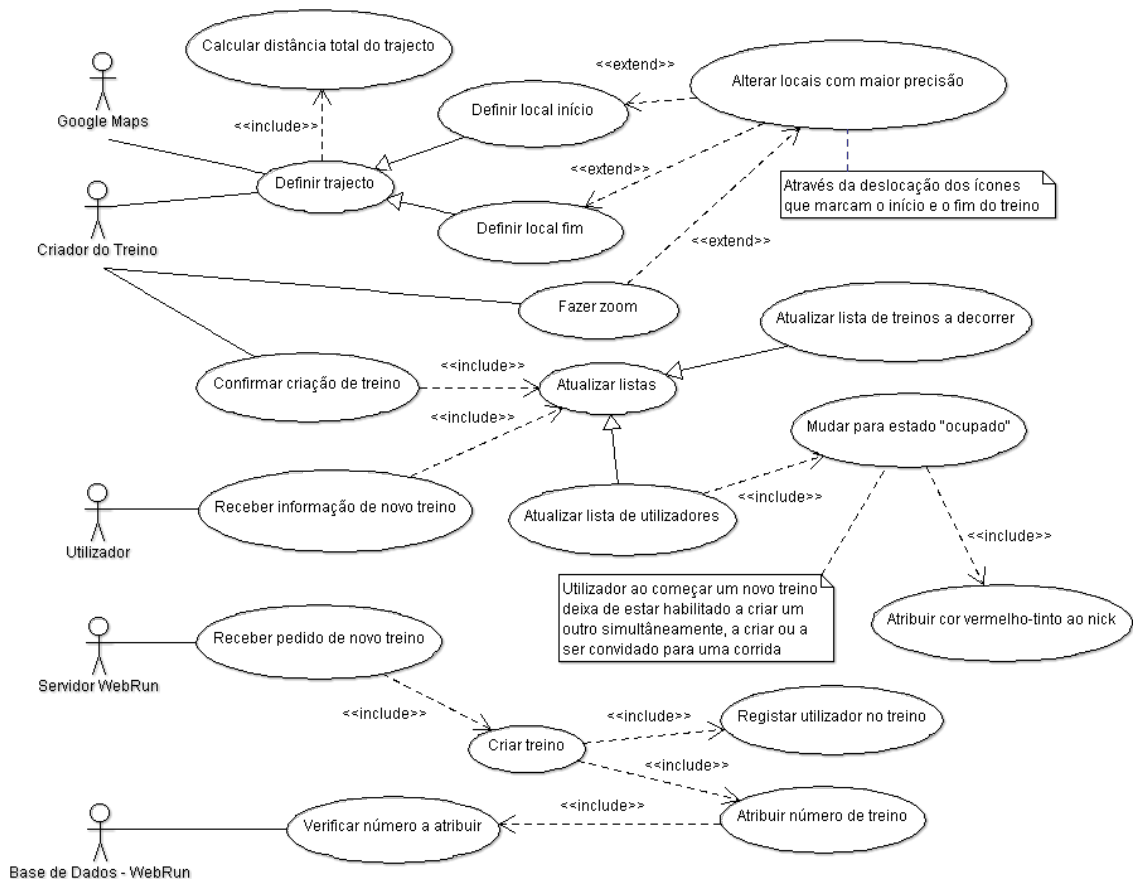 Calcular distância total do trajecto
<<extend>>
Alterar locais com maior precisão
Google Maps
<<include>>
Definir local início
Definir trajecto
<<extend>>
Através da deslocação dos ícones
que marcam o início e o fim do treino
Criador do Treino
Definir local fim
<<extend>>
Fazer zoom
Atualizar lista de treinos a decorrer
Confirmar criação de treino
<<include>>
Atualizar listas
<<include>>
Mudar para estado "ocupado"
Utilizador
Receber informação de novo treino
Atualizar lista de utilizadores
<<include>>
<<include>>
Utilizador ao começar um novo treino
deixa de estar habilitado a criar um
outro simultâneamente, a criar ou a
ser convidado para uma corrida
Atribuir cor vermelho-tinto ao nick
Servidor WebRun
Receber pedido de novo treino
<<include>>
Criar treino
<<include>>
Registar utilizador no treino
<<include>>
<<include>>
Atribuir número de treino
Verificar número a atribuir
Base de Dados - WebRun